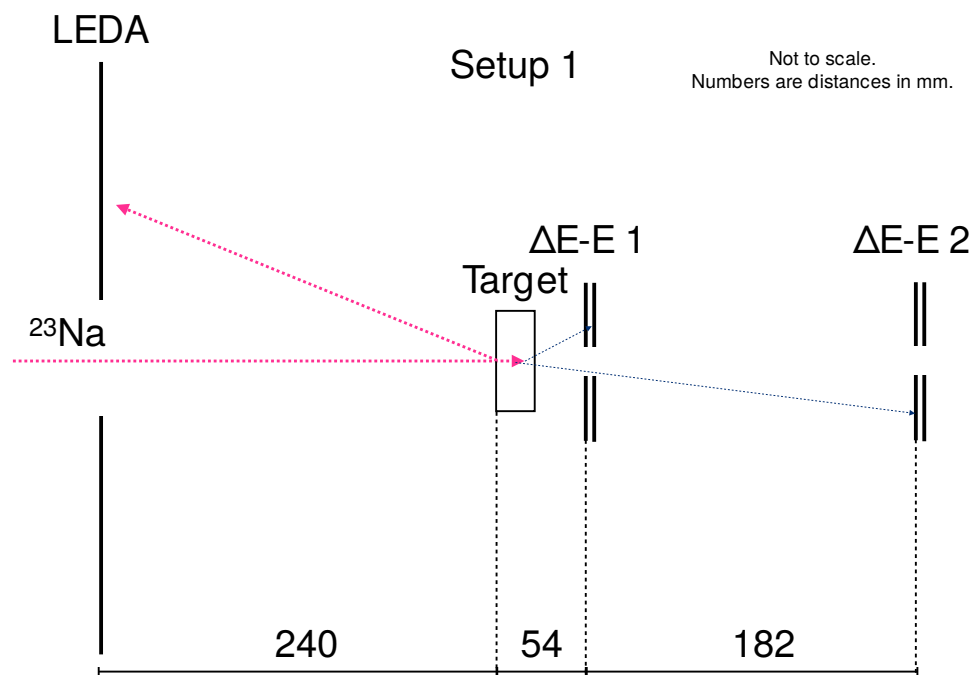 LEDA
Setup 1
Not to scale.
Numbers are distances in mm.
ΔE-E 1
ΔE-E 2
Target
²³Na
240
54
182